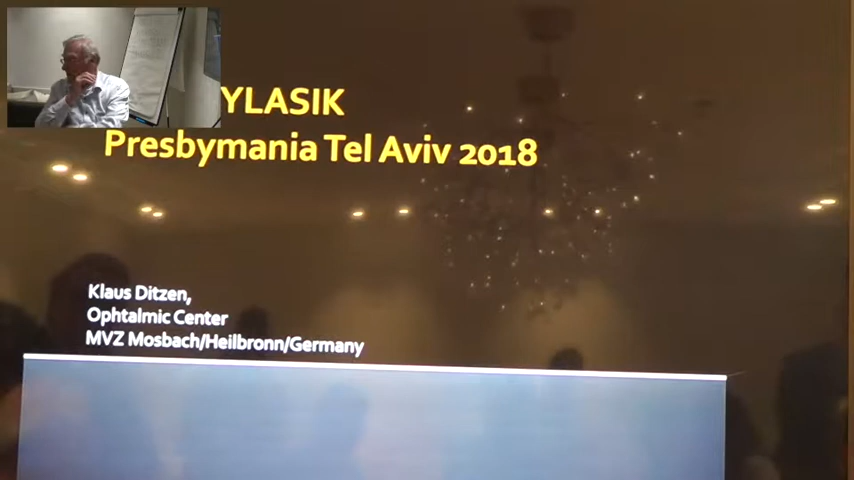 YLASIK
Presbymania Tel Aviv 2018
Klaus Ditzen,
Ophtalmic Center
MVZ Mosbach/Heilbronn/Germany